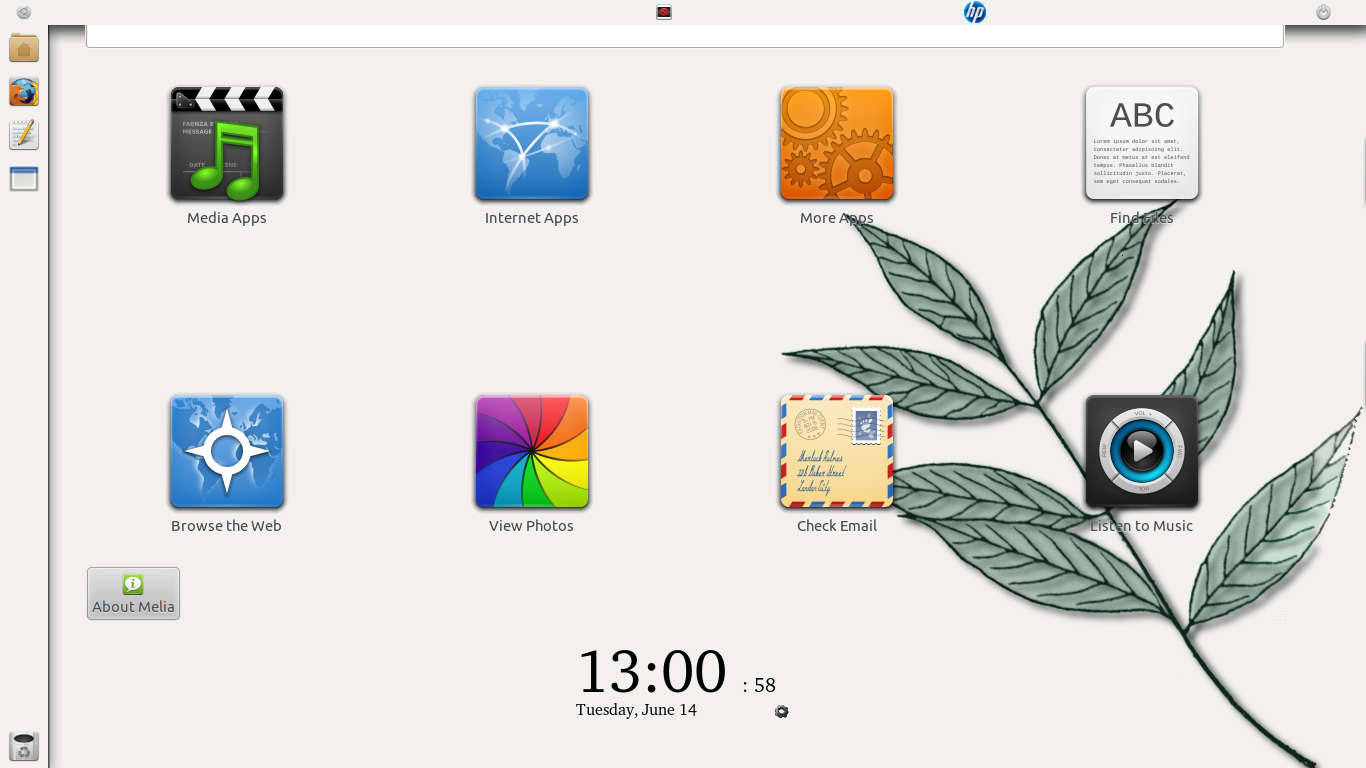 hp
FAENZA B
MESSAGE
DATE
CENE
Media Apps
Internet Apps
More Apps
ABC
Lorem ipsum dolor sit amet,
consectetur adipiscing elit.
Donec at metus at est eleifend
tempus. Phasellus blandit
sollicitudin justo. Placerat,
sem eget consequat sodales.
Find Files
Browse the Web
View Photos
Sherlock Holmes
221b Baker Street
London City
Check Email
VOL +
Listen to Music
About Melia
13:00 : 58
Tuesday, June 14